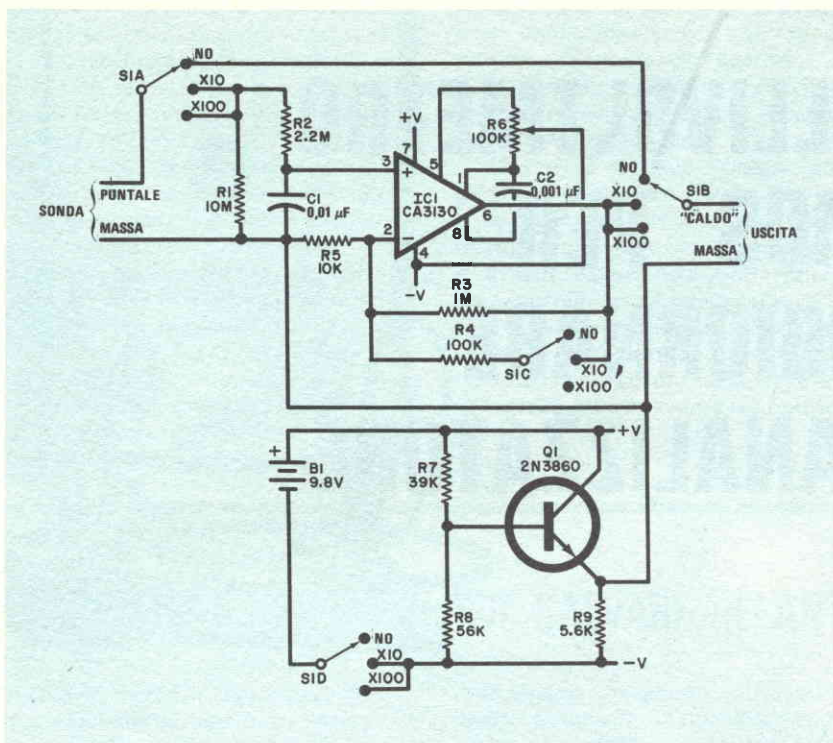 NO
S1A
X10
X100
R2
2.2M
+V
7
5
R6
100K
1
C2
0,001 µF
3
+
IC1
CA3130
6
2
−
8
4
−V
NO
X10
S1B
X100
"CALDO"
USCITA
MASSA
SONDA
PUNTALE
MASSA
R1
10M
C1
0,01 µF
R5
10K
R3
1M
R4
100K
S1C
NO
X10
X100
+
B1
9.8V
R7
39K
Q1
2N3860
+V
R8
56K
R9
5.6K
−V
S1D
NO
X10
X100